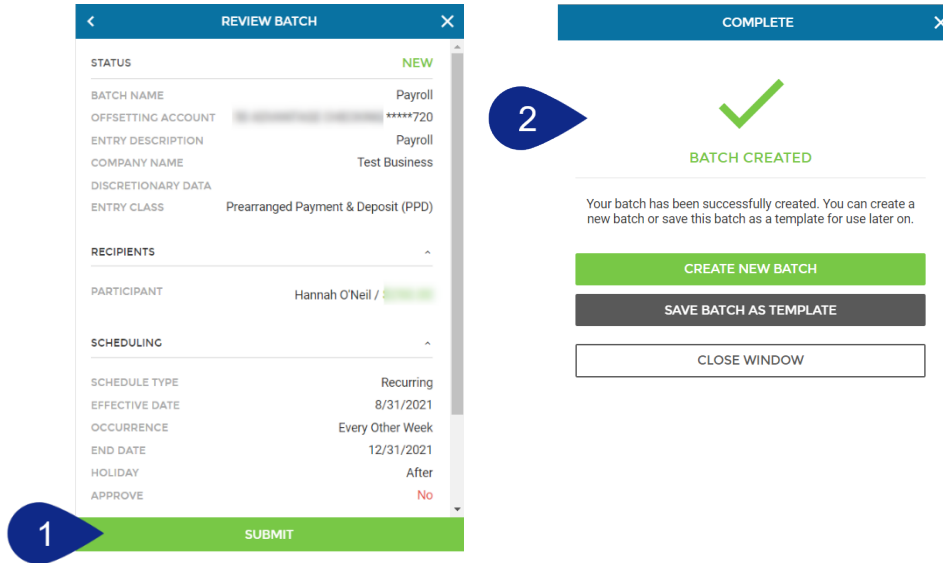 REVIEW BATCH
STATUS NEW
BATCH NAME Payroll
OFFSETTING ACCOUNT *****720
ENTRY DESCRIPTION Payroll
COMPANY NAME Test Business
DISCRETIONARY DATA
ENTRY CLASS Prearranged Payment & Deposit (PPD)
RECIPIENTS
PARTICIPANT Hannah O'Neil /
SCHEDULING
SCHEDULE TYPE Recurring
EFFECTIVE DATE 8/31/2021
OCCURRENCE Every Other Week
END DATE 12/31/2021
HOLIDAY After
APPROVE No
1
SUBMIT
COMPLETE
2
BATCH CREATED
Your batch has been successfully created. You can create a
new batch or save this batch as a template for use later on.
CREATE NEW BATCH
SAVE BATCH AS TEMPLATE
CLOSE WINDOW